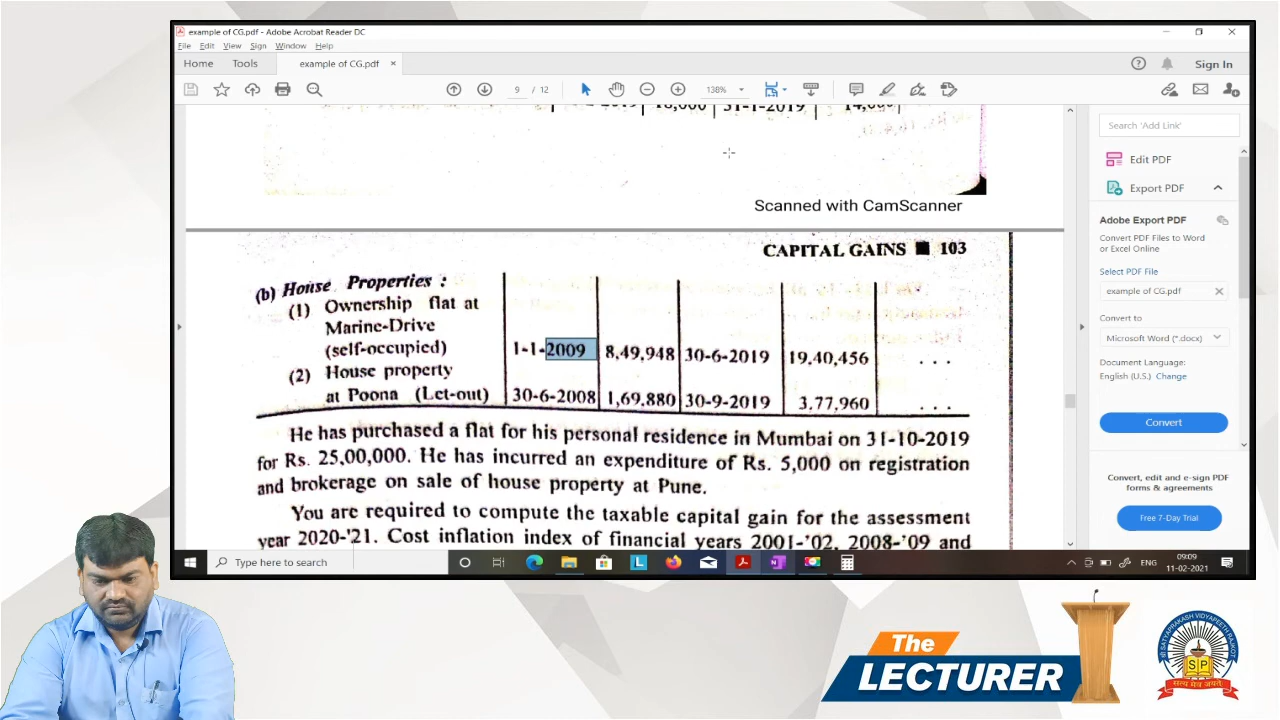 example of CG.pdf - Adobe Acrobat Reader DC
File Edit View Sign Window Help
Home Tools example of CG.pdf × Sign In
9 / 12 138%
2019 18,000 31-1-2019 14,000
Scanned with CamScanner
CAPITAL GAINS ■ 103
(b) House Properties :
(1) Ownership flat at
Marine-Drive
(self-occupied) 1-1-2009 8,49,948 30-6-2019 19,40,456 . . .
(2) House property
at Poona (Let-out) 30-6-2008 1,69,880 30-9-2019 3,77,960 . . .
He has purchased a flat for his personal residence in Mumbai on 31-10-2019
for Rs. 25,00,000. He has incurred an expenditure of Rs. 5,000 on registration
and brokerage on sale of house property at Pune.
You are required to compute the taxable capital gain for the assessment
year 2020-'21. Cost inflation index of financial years 2001-'02, 2008-'09 and
Search 'Add Link'
Edit PDF
Export PDF
Adobe Export PDF
Convert PDF Files to Word
or Excel Online
Select PDF File
example of CG.pdf
Convert to
Microsoft Word (*.docx)
Document Language:
English (U.S.) Change
Convert
Convert, edit and e-sign PDF
forms & agreements
Free 7-Day Trial
Type here to search
ENG
09:09
11-02-2021
The
LECTURER
SP
सत्यमेव जयते